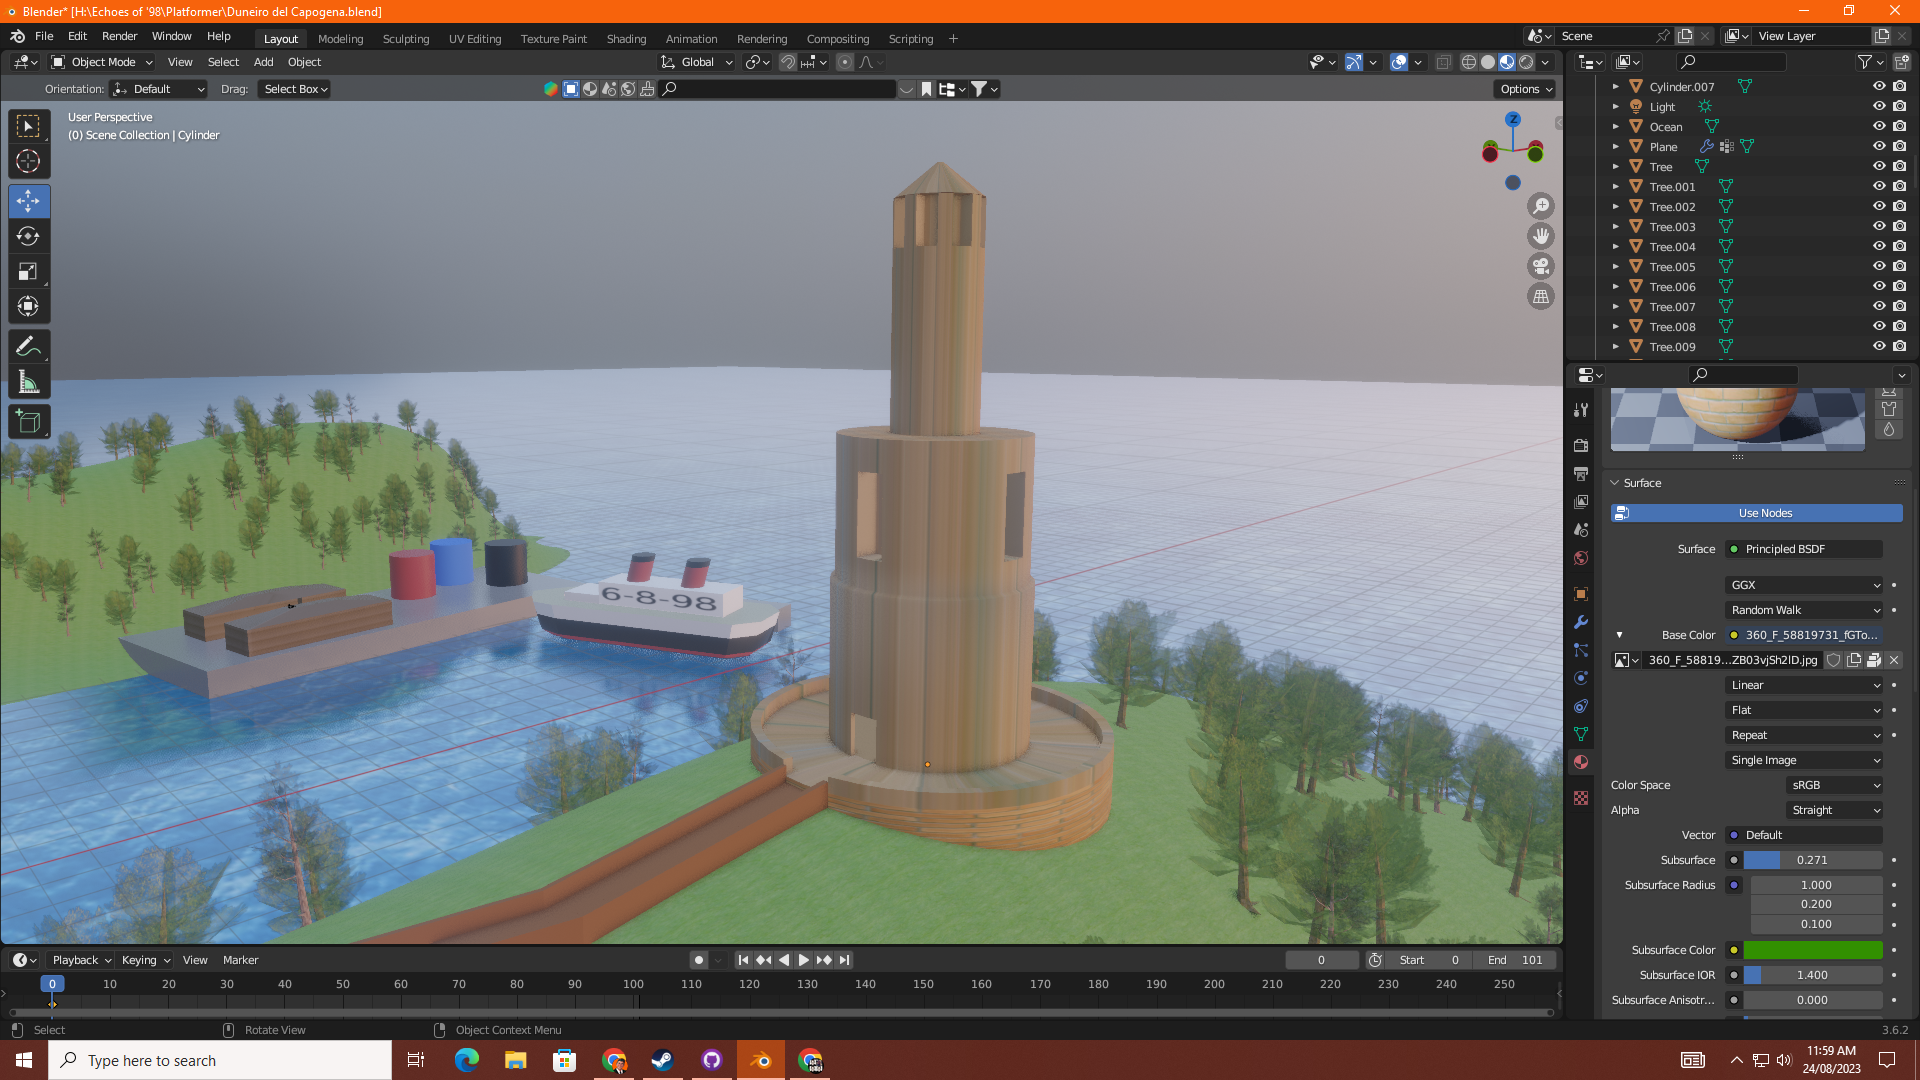 Blender* [H:\Echoes of '98\Platformer\Duneiro del Capogena.blend]
File Edit Render Window Help Layout Modeling Sculpting UV Editing Texture Paint Shading Animation Rendering Compositing Scripting + Scene View Layer
Object Mode View Select Add Object Global
Orientation: Default Drag: Select Box Options
User Perspective
(0) Scene Collection | Cylinder
Z
Cylinder.007
Light
Ocean
Plane
Tree
Tree.001
Tree.002
Tree.003
Tree.004
Tree.005
Tree.006
Tree.007
Tree.008
Tree.009
6-8-98
Surface
Use Nodes
Surface Principled BSDF
GGX
Random Walk
Base Color 360_F_58819731_fGTo...
360_F_58819...ZB03vjSh2lD.jpg
Linear
Flat
Repeat
Single Image
Color Space sRGB
Alpha Straight
Vector Default
Subsurface 0.271
Subsurface Radius 1.000
0.200
0.100
Subsurface Color
Subsurface IOR 1.400
Subsurface Anisotr... 0.000
Playback Keying View Marker 0 Start 0 End 101
0 10 20 30 40 50 60 70 80 90 100 110 120 130 140 150 160 170 180 190 200 210 220 230 240 250
Select Rotate View Object Context Menu 3.6.2
Type here to search
11:59 AM
24/08/2023